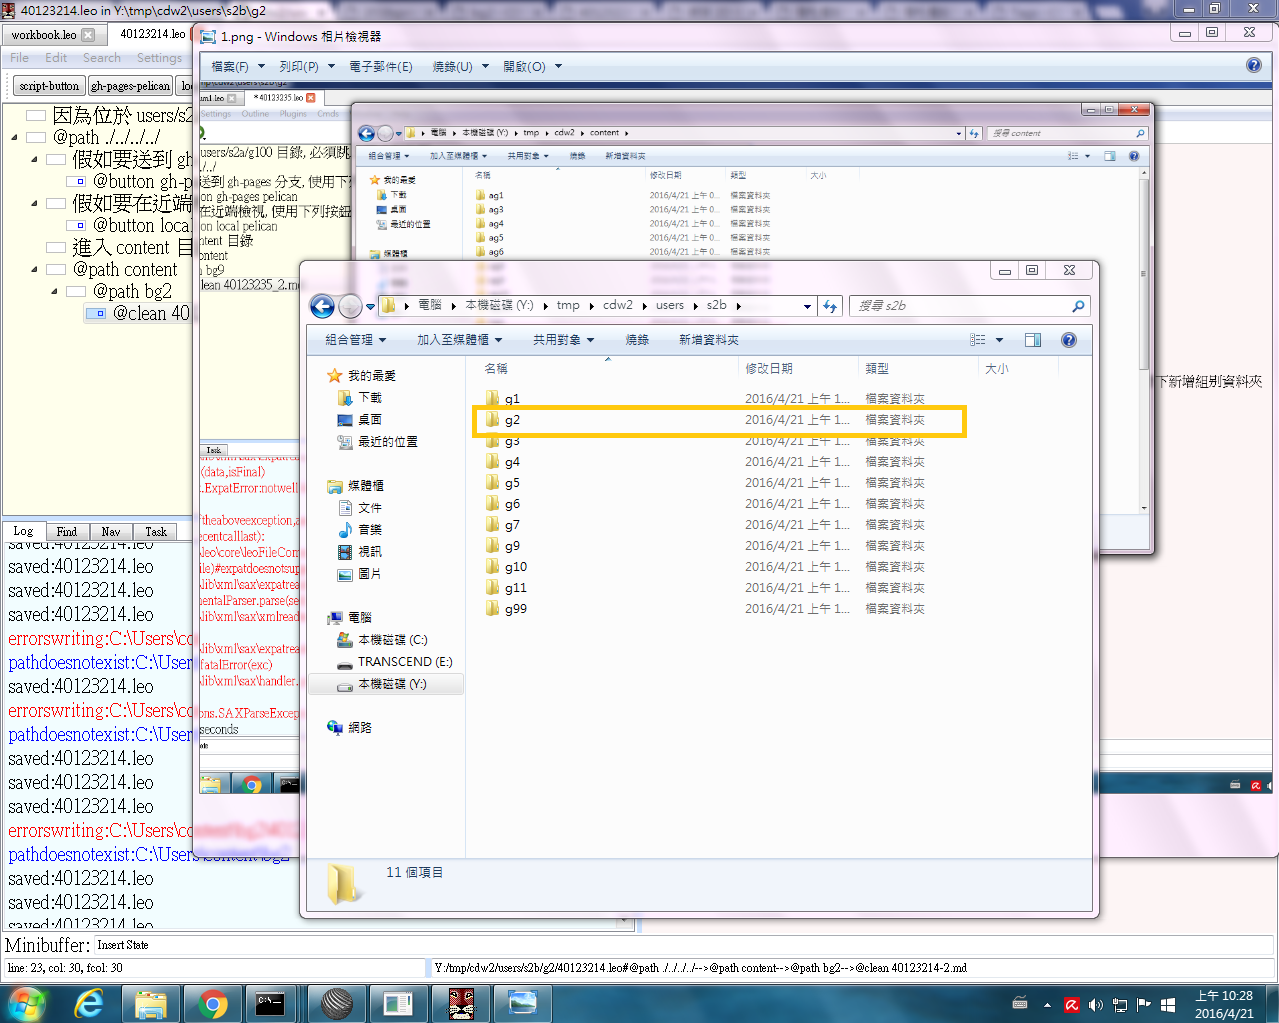 40123214.leo in Y:\tmp\cdw2\users\s2b\g2
workbook.leo
40123214.leo
File Edit Search Settings
script-button
gh-pages-pelican
因為位於 users/s2
@path ./../../../
假如要送到 gh
@button gh-p
假如要在近端
@button local
進入 content 目
@path content
@path bg2
@clean 40
Log
Find
Nav
Task
saved:40123214.leo
saved:40123214.leo
saved:40123214.leo
saved:40123214.leo
errorswriting:C:\Users\co
pathdoesnotexist:C:\User
saved:40123214.leo
errorswriting:C:\Users\co
pathdoesnotexist:C:\User
saved:40123214.leo
saved:40123214.leo
saved:40123214.leo
errorswriting:C:\Users\co
pathdoesnotexist:C:\Users\content\bg2
saved:40123214.leo
saved:40123214.leo
saved:40123214.leo
Minibuffer: Insert State
line: 23, col: 30, fcol: 30
Y:/tmp/cdw2/users/s2b/g2/40123214.leo#@path ./../../../-->@path content-->@path bg2-->@clean 40123214-2.md
1.png - Windows 相片檢視器
檔案(F)
列印(P)
電子郵件(E)
燒錄(U)
開啟(O)
*40123235.leo
Settings Outline Plugins Cmds
users/s2a/g100 目錄, 必須跳
送到 gh-pages 分支, 使用下列
on gh-pages pelican
在近端檢視, 使用下列按鈕
on local pelican
ntent 目錄
ontent
h bg9
clean 40123235_2.md
下新增組別資料夾
Task
(data,isFinal)
.ExpatError:notwell
ftheaboveexception,a
ecentcalllast):
\leo\core\leoFileCom
ile)#expatdoesnotsup
\lib\xml\sax\expatrea
mentalParser.parse(se
\lib\xml\sax\xmlread
\lib\xml\sax\expatrea
fatalError(exc)
\lib\xml\sax\handler.
ons.SAXParseExcep
seconds
電腦
本機磁碟 (Y:)
tmp
cdw2
content
搜尋 content
組合管理
加入至媒體櫃
共用對象
燒錄
新增資料夾
我的最愛
下載
桌面
最近的位置
媒體櫃
名稱 修改日期 類型 大小
ag1 2016/4/21 上午 0... 檔案資料夾
ag3 2016/4/21 上午 0... 檔案資料夾
ag4 2016/4/21 上午 0... 檔案資料夾
ag5 2016/4/21 上午 0... 檔案資料夾
ag6 2016/4/21 上午 0... 檔案資料夾
電腦
本機磁碟 (Y:)
tmp
cdw2
users
s2b
搜尋 s2b
組合管理
加入至媒體櫃
共用對象
燒錄
新增資料夾
我的最愛
下載
桌面
最近的位置
媒體櫃
文件
音樂
視訊
圖片
電腦
本機磁碟 (C:)
TRANSCEND (E:)
本機磁碟 (Y:)
網路
名稱 修改日期 類型 大小
g1 2016/4/21 上午 1... 檔案資料夾
g2 2016/4/21 上午 1... 檔案資料夾
g3 2016/4/21 上午 1... 檔案資料夾
g4 2016/4/21 上午 1... 檔案資料夾
g5 2016/4/21 上午 1... 檔案資料夾
g6 2016/4/21 上午 1... 檔案資料夾
g7 2016/4/21 上午 1... 檔案資料夾
g9 2016/4/21 上午 1... 檔案資料夾
g10 2016/4/21 上午 1... 檔案資料夾
g11 2016/4/21 上午 1... 檔案資料夾
g99 2016/4/21 上午 1... 檔案資料夾
11 個項目
上午 10:28
2016/4/21